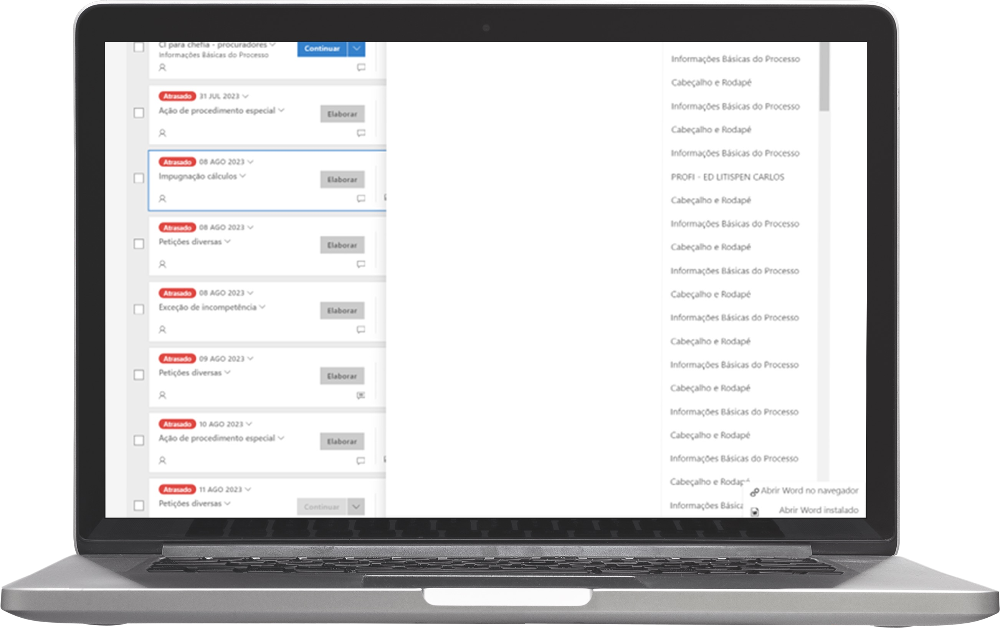 CI para chefia - procuradores
Informações Básicas do Processo
Continuar
Atrasado 31 JUL 2023
Ação de procedimento especial
Elaborar
Atrasado 08 AGO 2023
Impugnação cálculos
Elaborar
Atrasado 08 AGO 2023
Petições diversas
Elaborar
Atrasado 08 AGO 2023
Exceção de incompetência
Elaborar
Atrasado 09 AGO 2023
Petições diversas
Elaborar
Atrasado 10 AGO 2023
Ação de procedimento especial
Elaborar
Atrasado 11 AGO 2023
Petições diversas
Continuar
Informações Básicas do Processo
Cabeçalho e Rodapé
Informações Básicas do Processo
Cabeçalho e Rodapé
Informações Básicas do Processo
PROFI - ED LITISPEN CARLOS
Cabeçalho e Rodapé
Informações Básicas do Processo
Cabeçalho e Rodapé
Informações Básicas do Processo
Cabeçalho e Rodapé
Informações Básicas do Processo
Cabeçalho e Rodapé
Informações Básicas do Processo
Cabeçalho e Rodapé
Informações Básicas do Processo
Cabeçalho e Rodapé
Informações Básicas do Processo
Cabeçalho e Rodapé
Informações Básica
Abrir Word no navegador
Abrir Word instalado